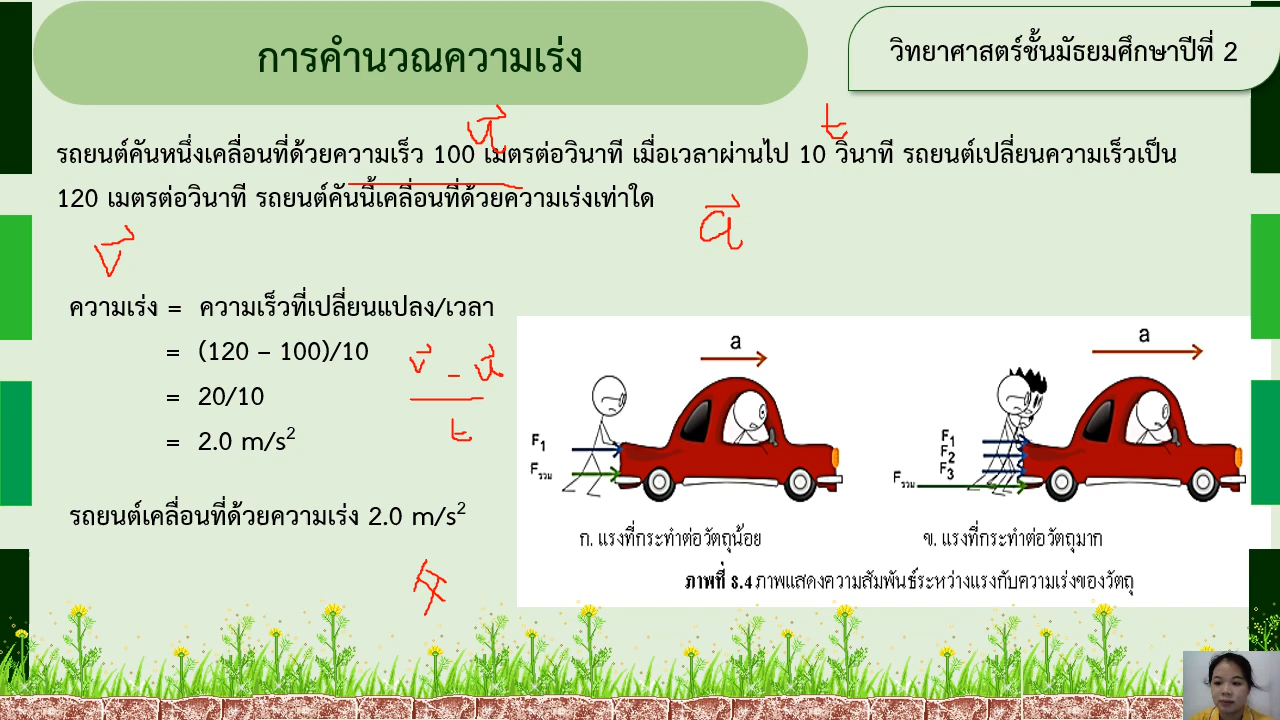 การคำนวณความเร่ง
วิทยาศาสตร์ชั้นมัธยมศึกษาปีที่ 2
u
t
รถยนต์คันหนึ่งเคลื่อนที่ด้วยความเร็ว 100 เมตรต่อวินาที เมื่อเวลาผ่านไป 10 วินาที รถยนต์เปลี่ยนความเร็วเป็น
120 เมตรต่อวินาที รถยนต์คันนี้เคลื่อนที่ด้วยความเร่งเท่าใด
a
v
ความเร่ง = ความเร็วที่เปลี่ยนแปลง/เวลา
= (120 – 100)/10
v - u
t
= 20/10
= 2.0 m/s²
รถยนต์เคลื่อนที่ด้วยความเร่ง 2.0 m/s²
a
F₁
Fรวม
ก. แรงที่กระทำต่อวัตถุน้อย
a
F₁
F₂
F₃
Fรวม
ข. แรงที่กระทำต่อวัตถุมาก
ภาพที่ 8.4 ภาพแสดงความสัมพันธ์ระหว่างแรงกับความเร่งของวัตถุ